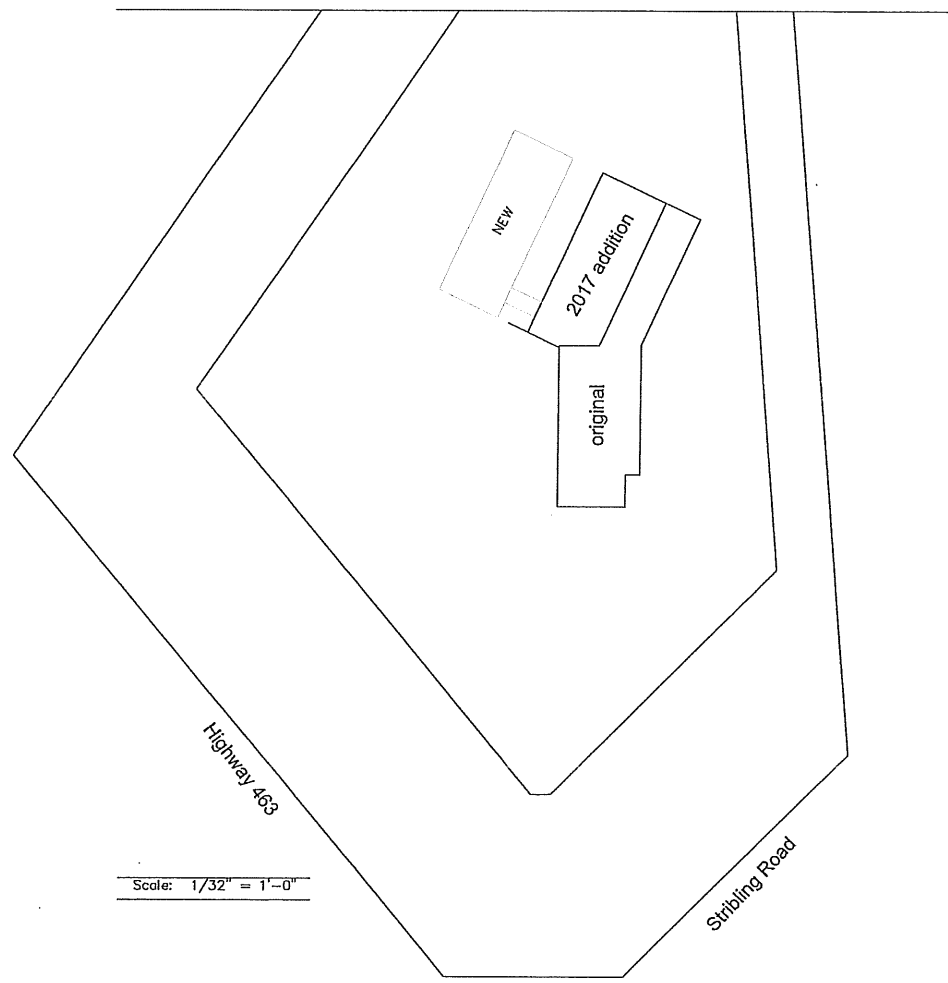 NEW
2017 addition
original
Highway 463
Stribling Road
Scale: 1/32" = 1'-0"